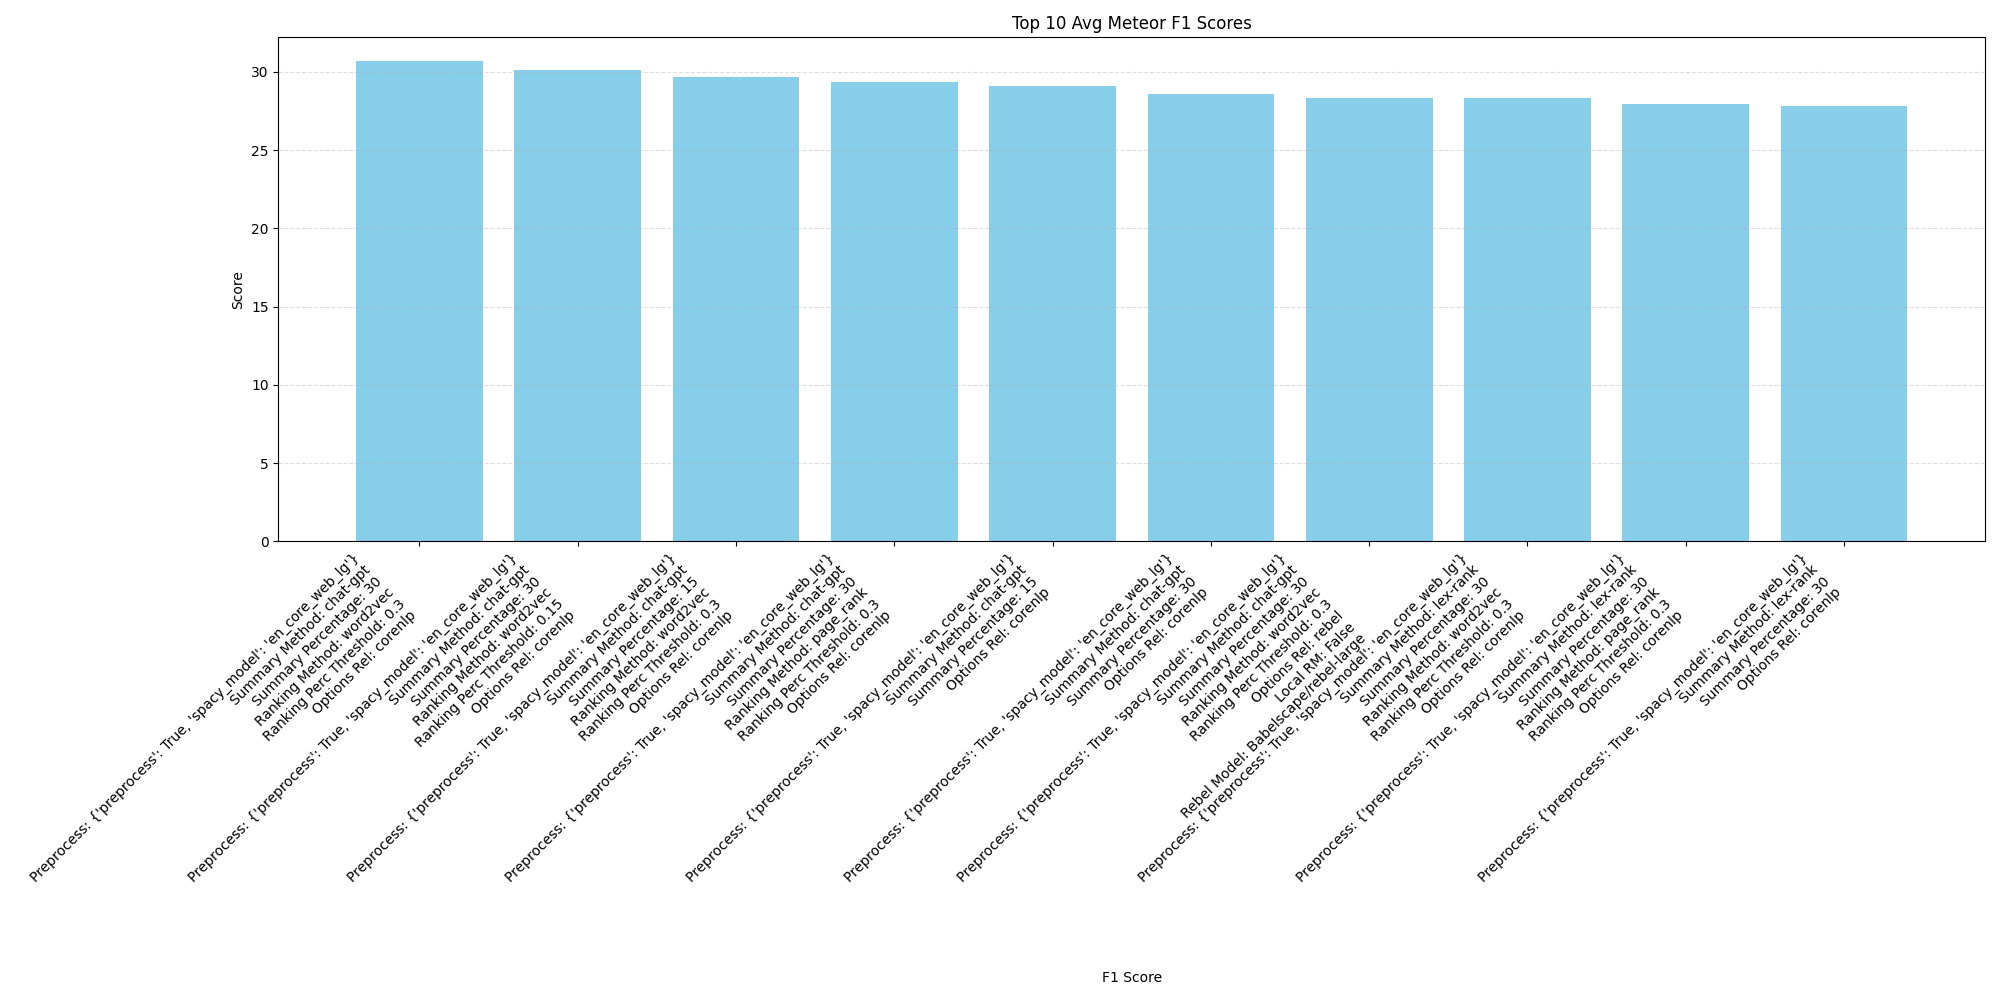 Top 10 Avg Meteor F1 Scores
Score
30
25
20
15
10
5
0
Preprocess: {'preprocess': True, 'spacy_model': 'en_core_web_lg'}
Summary Method: chat-gpt
Summary Percentage: 30
Ranking Method: word2vec
Ranking Perc Threshold: 0.3
Options Rel: corenlp
Preprocess: {'preprocess': True, 'spacy_model': 'en_core_web_lg'}
Summary Method: chat-gpt
Summary Percentage: 30
Ranking Method: word2vec
Ranking Perc Threshold: 0.15
Options Rel: corenlp
Preprocess: {'preprocess': True, 'spacy_model': 'en_core_web_lg'}
Summary Method: chat-gpt
Summary Percentage: 15
Ranking Method: word2vec
Ranking Perc Threshold: 0.3
Options Rel: corenlp
Preprocess: {'preprocess': True, 'spacy_model': 'en_core_web_lg'}
Summary Method: chat-gpt
Summary Percentage: 30
Ranking Method: page_rank
Ranking Perc Threshold: 0.3
Options Rel: corenlp
Preprocess: {'preprocess': True, 'spacy_model': 'en_core_web_lg'}
Summary Method: chat-gpt
Summary Percentage: 15
Options Rel: corenlp
Preprocess: {'preprocess': True, 'spacy_model': 'en_core_web_lg'}
Summary Method: chat-gpt
Summary Percentage: 30
Options Rel: corenlp
Preprocess: {'preprocess': True, 'spacy_model': 'en_core_web_lg'}
Summary Method: chat-gpt
Summary Percentage: 30
Ranking Method: word2vec
Ranking Perc Threshold: 0.3
Options Rel: rebel
Local RM: False
Rebel Model: Babelscape/rebel-large
Preprocess: {'preprocess': True, 'spacy_model': 'en_core_web_lg'}
Summary Method: lex-rank
Summary Percentage: 30
Ranking Method: word2vec
Ranking Perc Threshold: 0.3
Options Rel: corenlp
Preprocess: {'preprocess': True, 'spacy_model': 'en_core_web_lg'}
Summary Method: lex-rank
Summary Percentage: 30
Ranking Method: page_rank
Ranking Perc Threshold: 0.3
Options Rel: corenlp
Preprocess: {'preprocess': True, 'spacy_model': 'en_core_web_lg'}
Summary Method: lex-rank
Summary Percentage: 30
Options Rel: corenlp
F1 Score